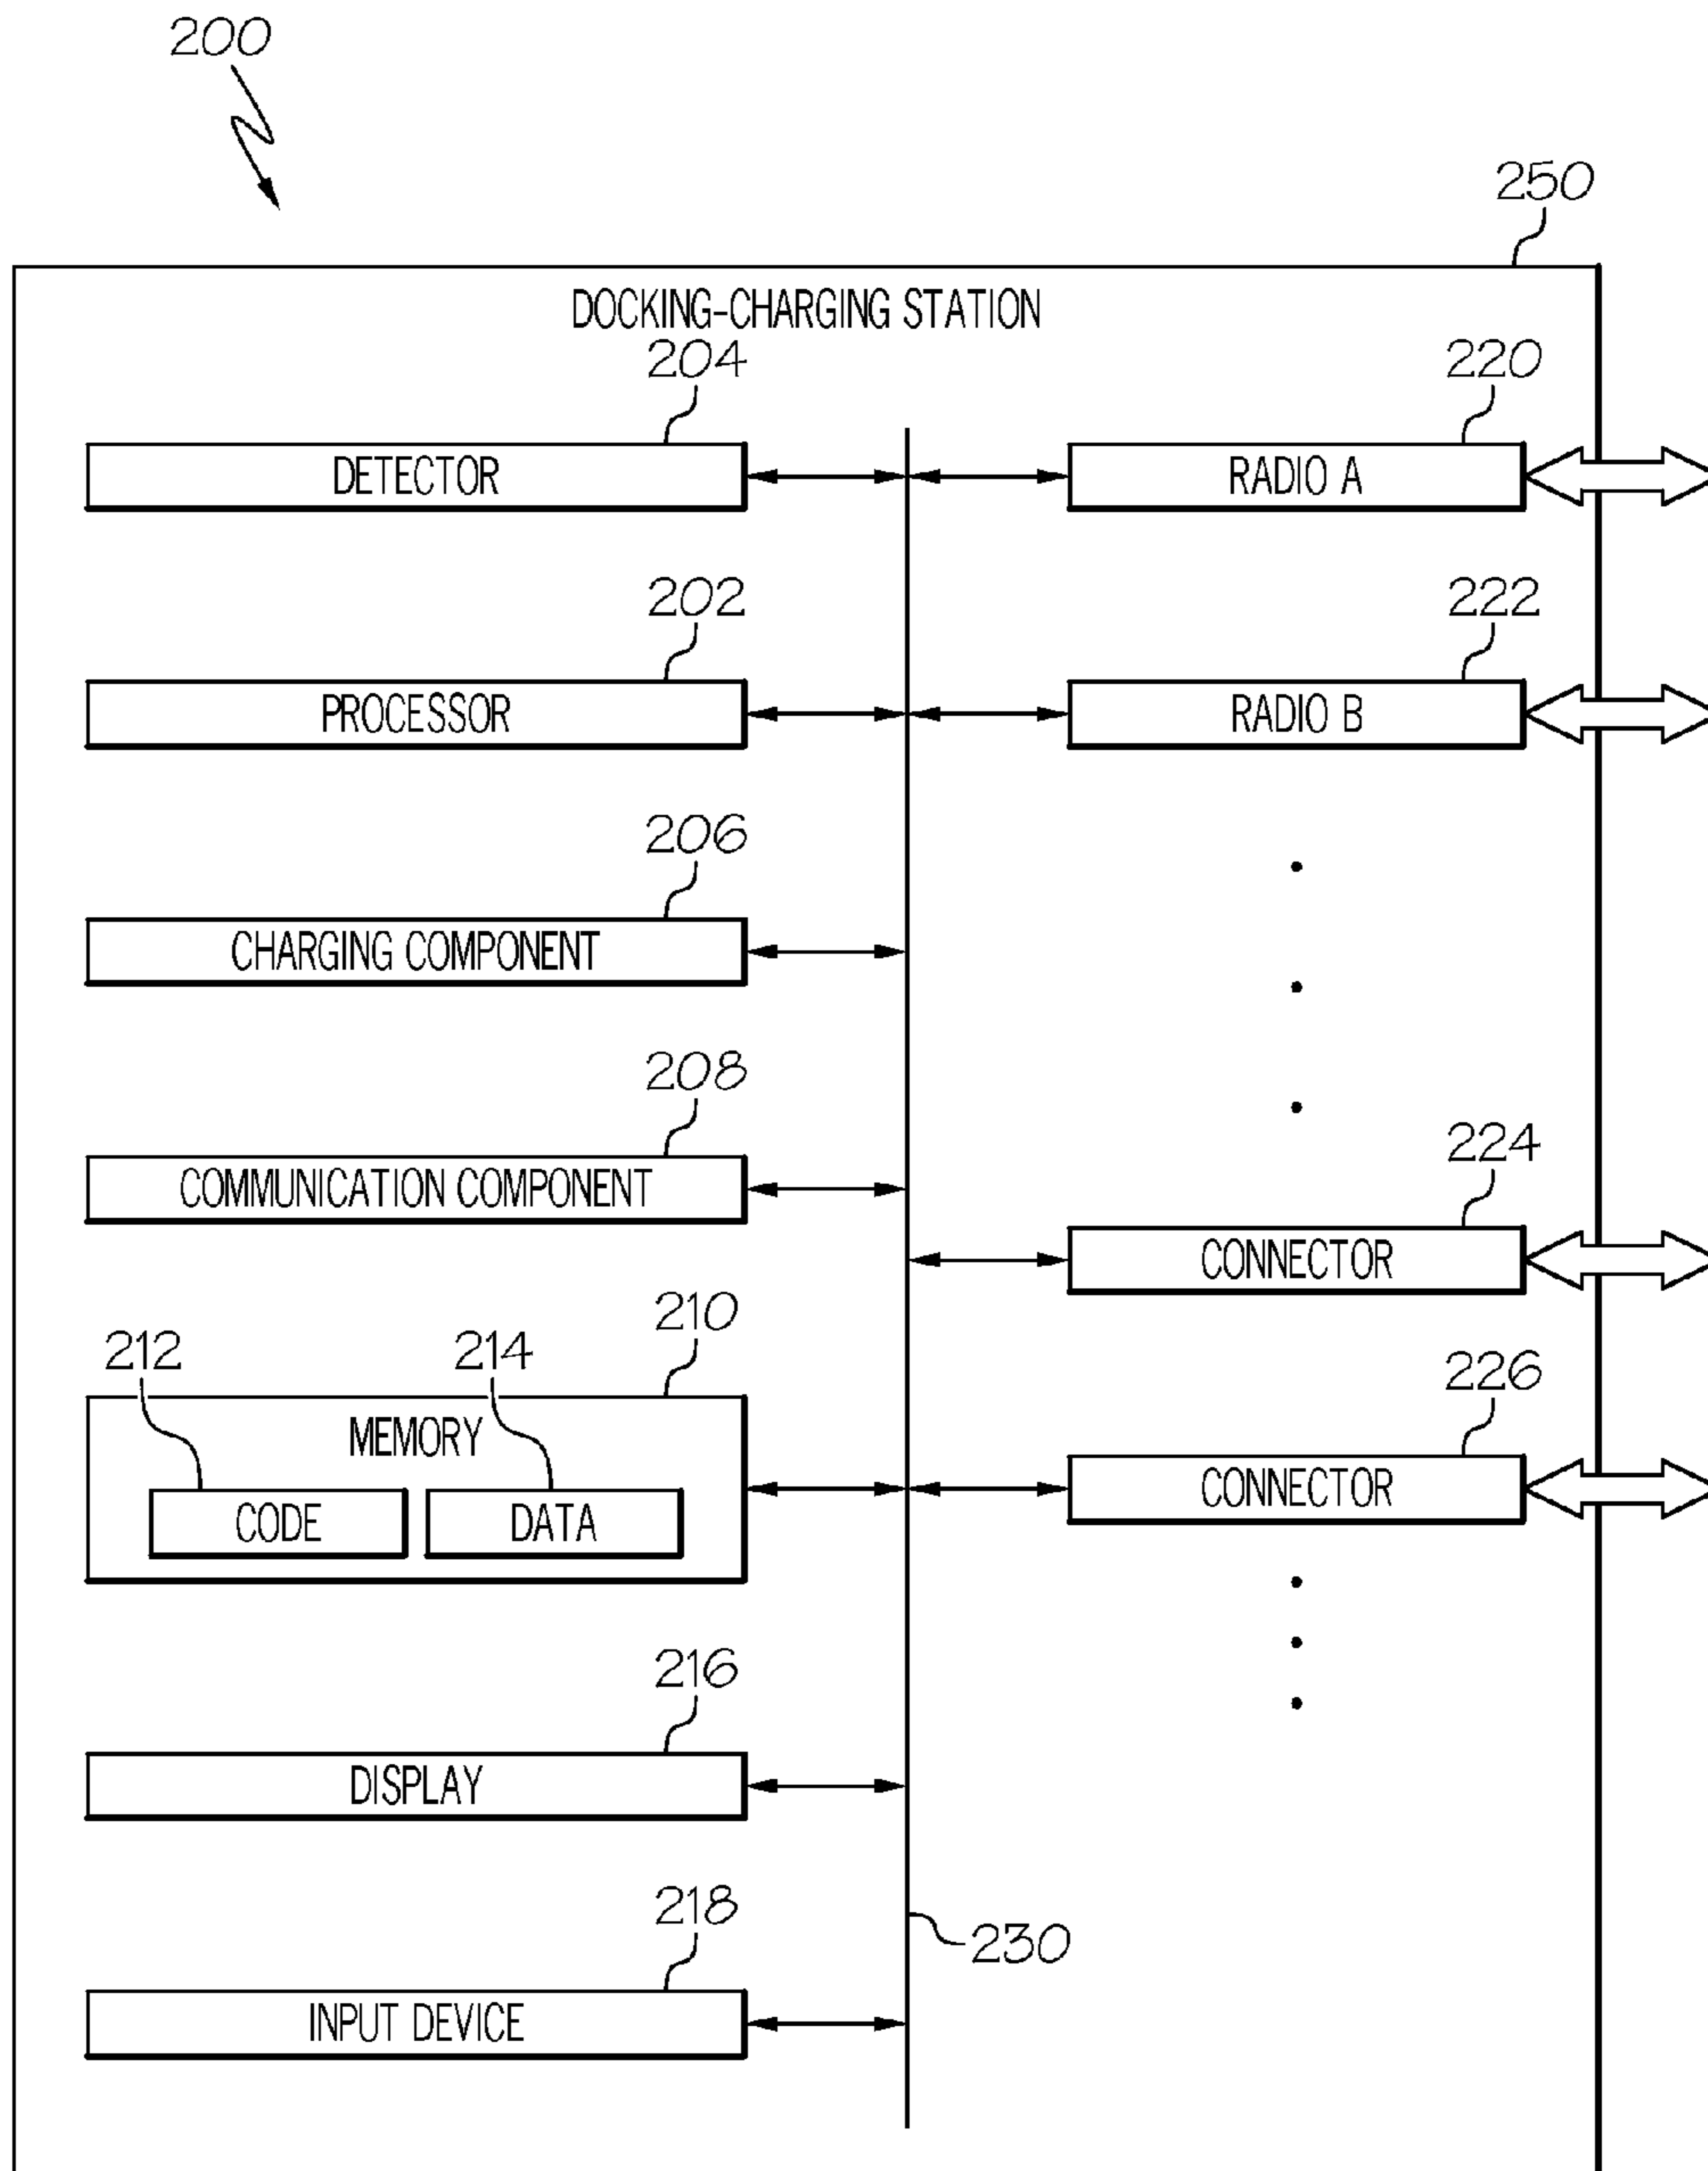 200
250
DOCKING-CHARGING STATION
204
220
DETECTOR
RADIO A
202
222
PROCESSOR
RADIO B
206
CHARGING COMPONENT
208
224
COMMUNICATION COMPONENT
CONNECTOR
210
212
214
226
MEMORY
CONNECTOR
CODE
DATA
216
DISPLAY
218
230
INPUT DEVICE